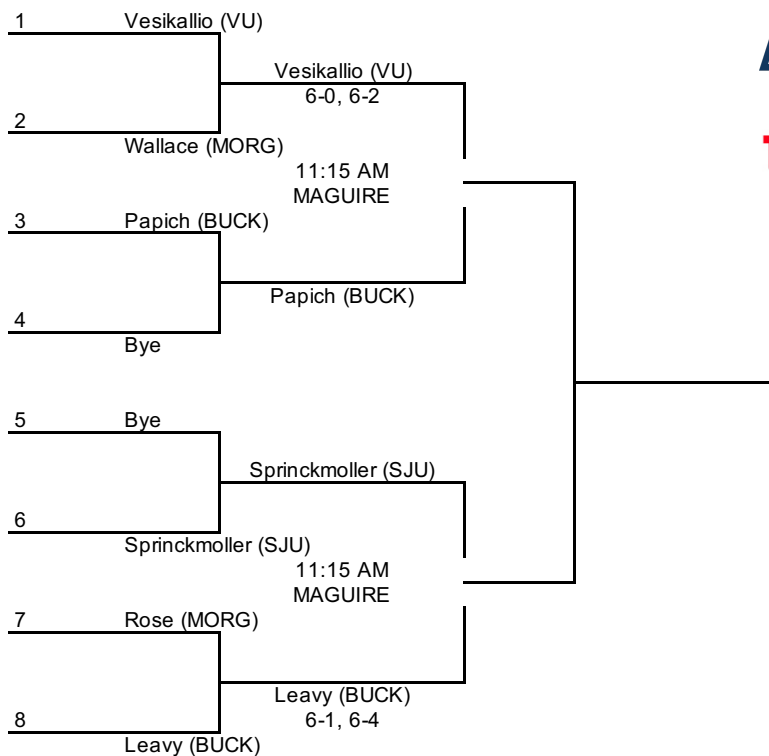 1 Vesikallio (VU)
Vesikallio (VU)
6-0, 6-2
2
Wallace (MORG)
11:15 AM
MAGUIRE
3 Papich (BUCK)
Papich (BUCK)
4
Bye
5 Bye
Sprinckmoller (SJU)
6
Sprinckmoller (SJU)
11:15 AM
MAGUIRE
7 Rose (MORG)
Leavy (BUCK)
6-1, 6-4
8
Leavy (BUCK)